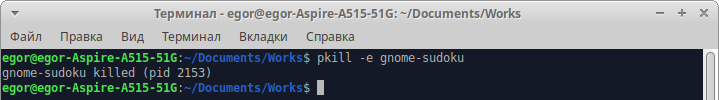 Терминал - egor@egor-Aspire-A515-51G: ~/Documents/Works
Файл Правка Вид Терминал Вкладки Справка
egor@egor-Aspire-A515-51G:~/Documents/Works$ pkill -e gnome-sudoku
gnome-sudoku killed (pid 2153)
egor@egor-Aspire-A515-51G:~/Documents/Works$